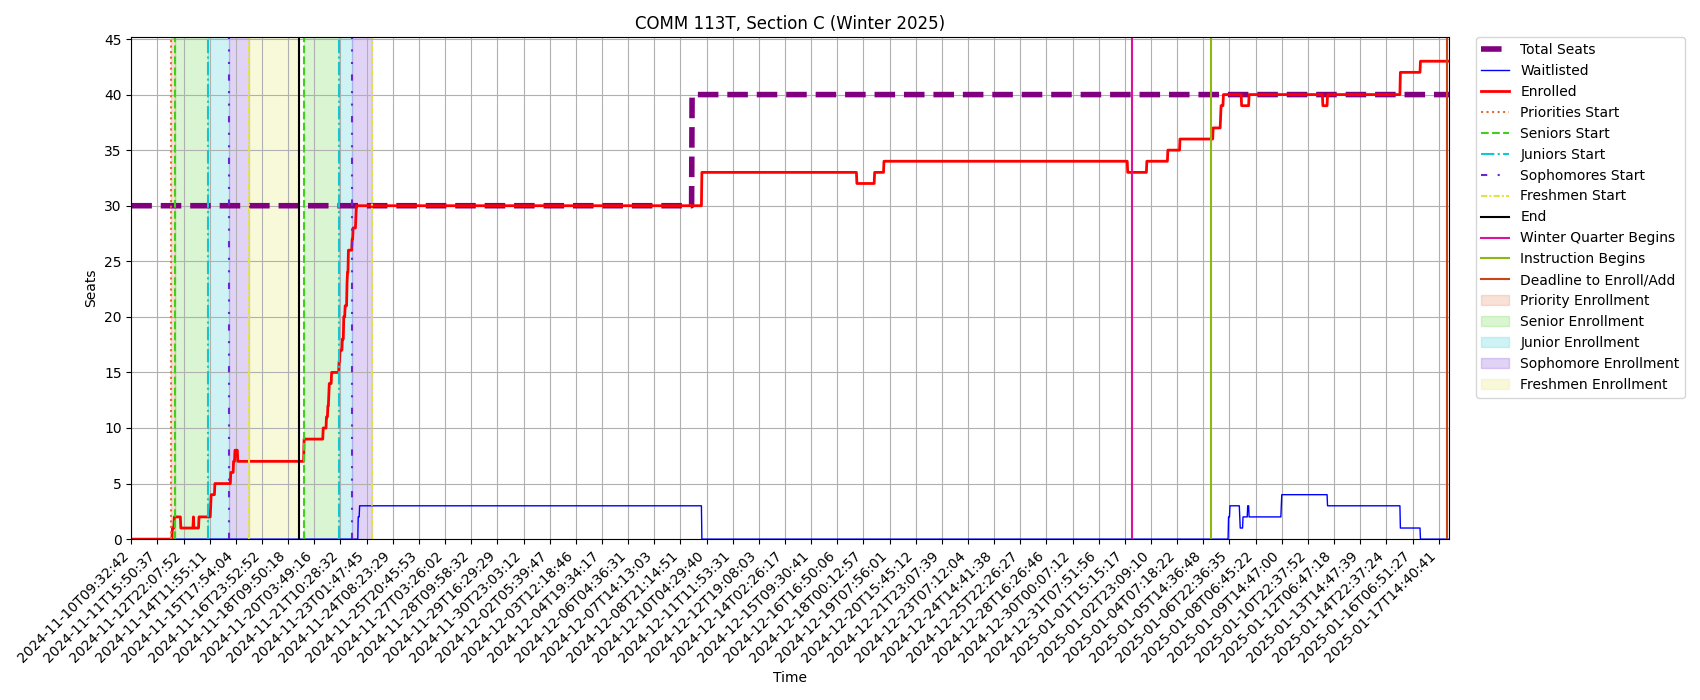 COMM 113T, Section C (Winter 2025)
45
40
35
30
25
20
15
10
5
0
Seats
2024-11-10T09:32:42
2024-11-11T15:50:37
2024-11-12T22:07:52
2024-11-14T11:55:11
2024-11-15T17:54:04
2024-11-16T23:52:52
2024-11-18T09:50:18
2024-11-20T03:49:16
2024-11-21T10:28:32
2024-11-23T01:47:45
2024-11-24T08:23:29
2024-11-25T20:45:53
2024-11-27T03:26:02
2024-11-28T09:58:32
2024-11-29T16:29:29
2024-11-30T23:03:12
2024-12-02T05:39:47
2024-12-03T12:18:46
2024-12-04T19:34:17
2024-12-06T04:36:31
2024-12-07T14:13:03
2024-12-08T21:14:51
2024-12-10T04:29:40
2024-12-11T11:53:31
2024-12-12T19:08:03
2024-12-14T02:26:17
2024-12-15T09:30:41
2024-12-16T16:50:06
2024-12-18T00:12:57
2024-12-19T07:56:01
2024-12-20T15:45:12
2024-12-21T23:07:39
2024-12-23T07:12:04
2024-12-24T14:41:38
2024-12-25T22:26:27
2024-12-28T16:26:46
2024-12-30T00:07:12
2024-12-31T07:51:56
2025-01-01T15:15:17
2025-01-02T23:09:10
2025-01-04T07:18:22
2025-01-05T14:36:48
2025-01-06T22:36:35
2025-01-08T06:45:22
2025-01-09T14:47:00
2025-01-10T22:37:52
2025-01-12T06:47:18
2025-01-13T14:47:39
2025-01-14T22:37:24
2025-01-16T06:51:27
2025-01-17T14:40:41
Time
Total Seats
Waitlisted
Enrolled
Priorities Start
Seniors Start
Juniors Start
Sophomores Start
Freshmen Start
End
Winter Quarter Begins
Instruction Begins
Deadline to Enroll/Add
Priority Enrollment
Senior Enrollment
Junior Enrollment
Sophomore Enrollment
Freshmen Enrollment